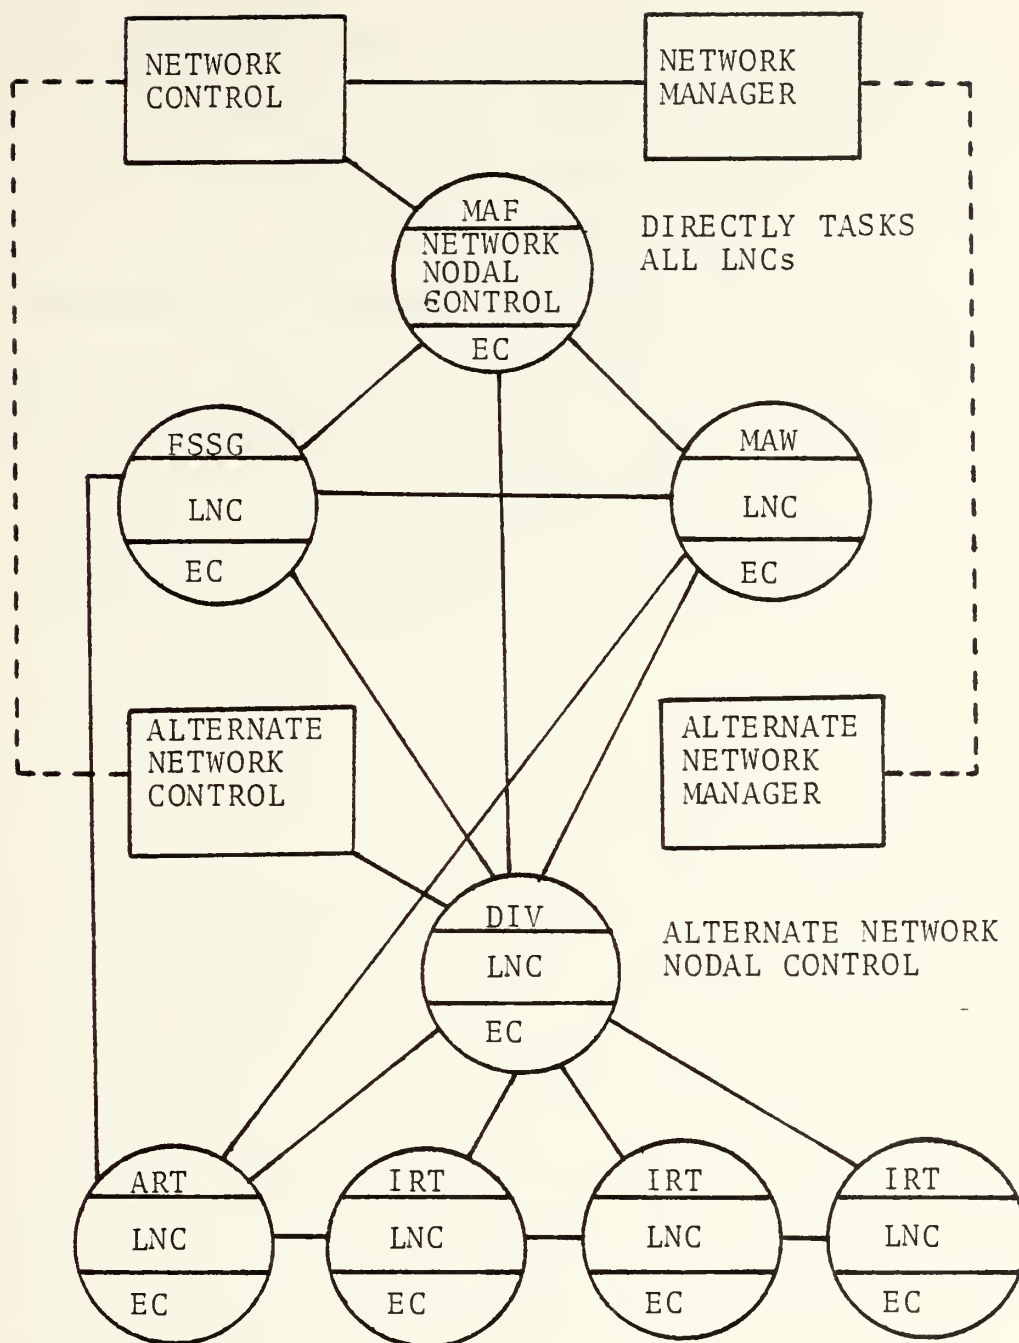 NETWORK
CONTROL
NETWORK
MANAGER
MAF
NETWORK
NODAL
CONTROL
EC
DIRECTLY TASKS
ALL LNCs
FSSG
LNC
EC
MAW
LNC
EC
ALTERNATE
NETWORK
CONTROL
ALTERNATE
NETWORK
MANAGER
DIV
LNC
EC
ALTERNATE NETWORK
NODAL CONTROL
ART
LNC
EC
IRT
LNC
EC
IRT
LNC
EC
IRT
LNC
EC